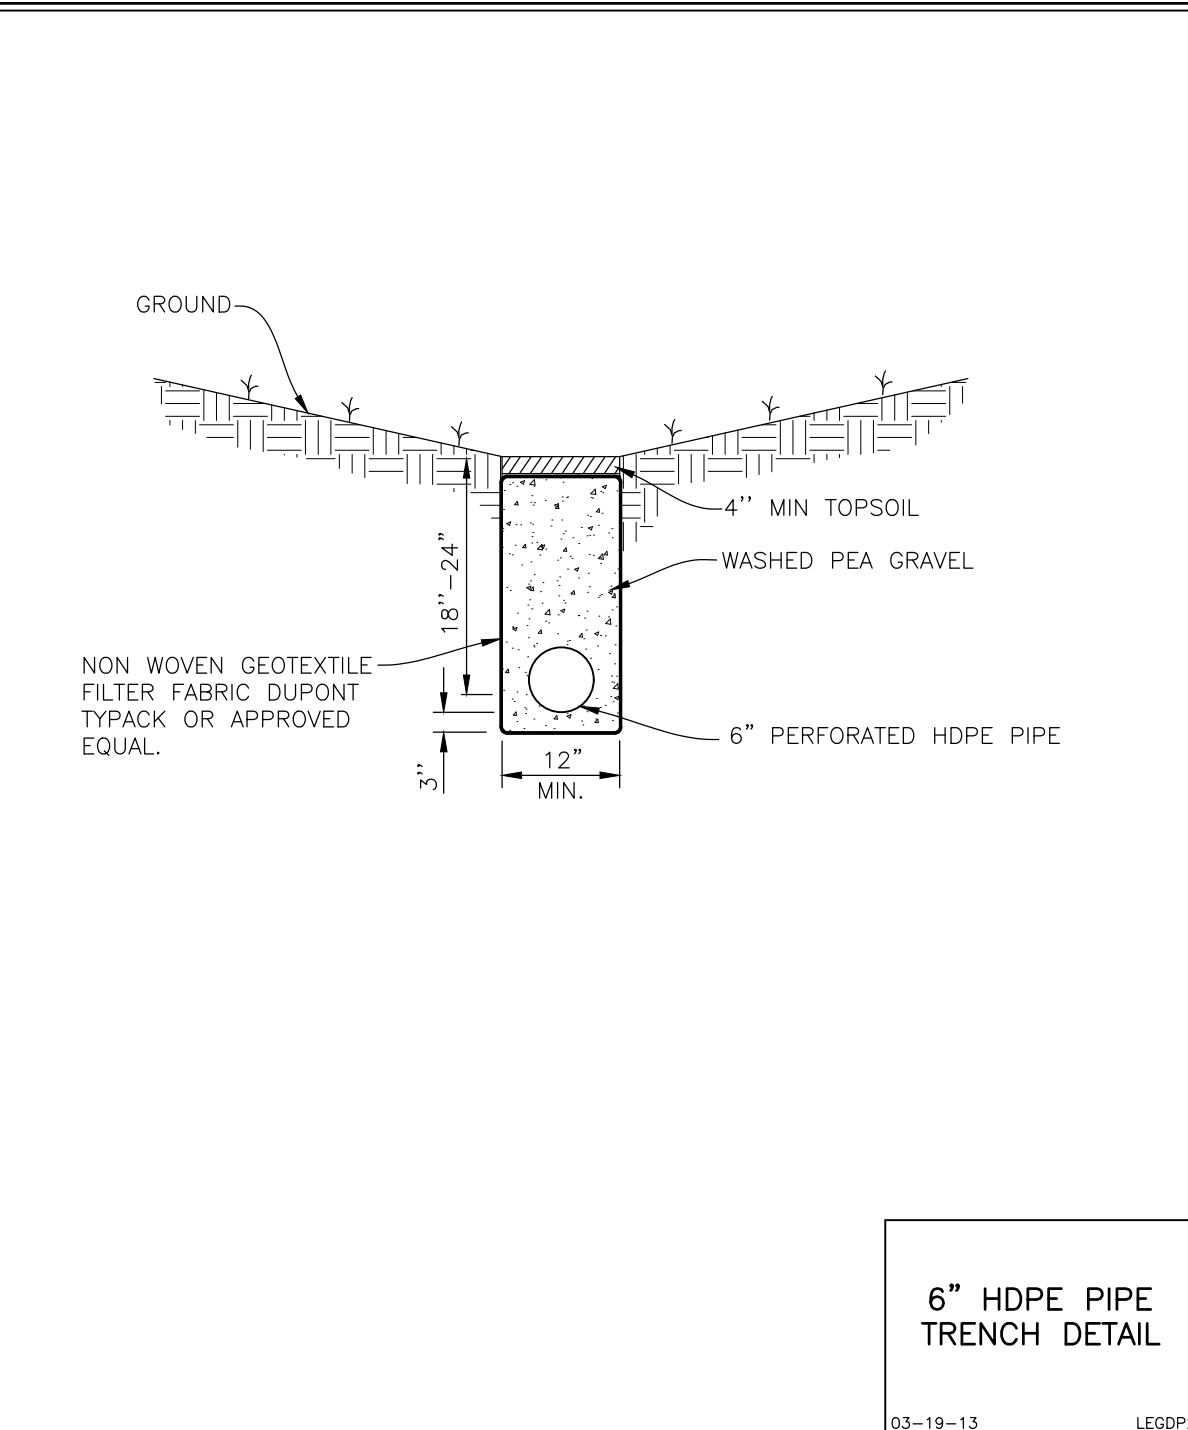 GROUND
4'' MIN TOPSOIL
WASHED PEA GRAVEL
18''-24"
NON WOVEN GEOTEXTILE
FILTER FABRIC DUPONT
TYPACK OR APPROVED
EQUAL.
6" PERFORATED HDPE PIPE
3''
12"
MIN.
6" HDPE PIPE
TRENCH DETAIL
03-19-13